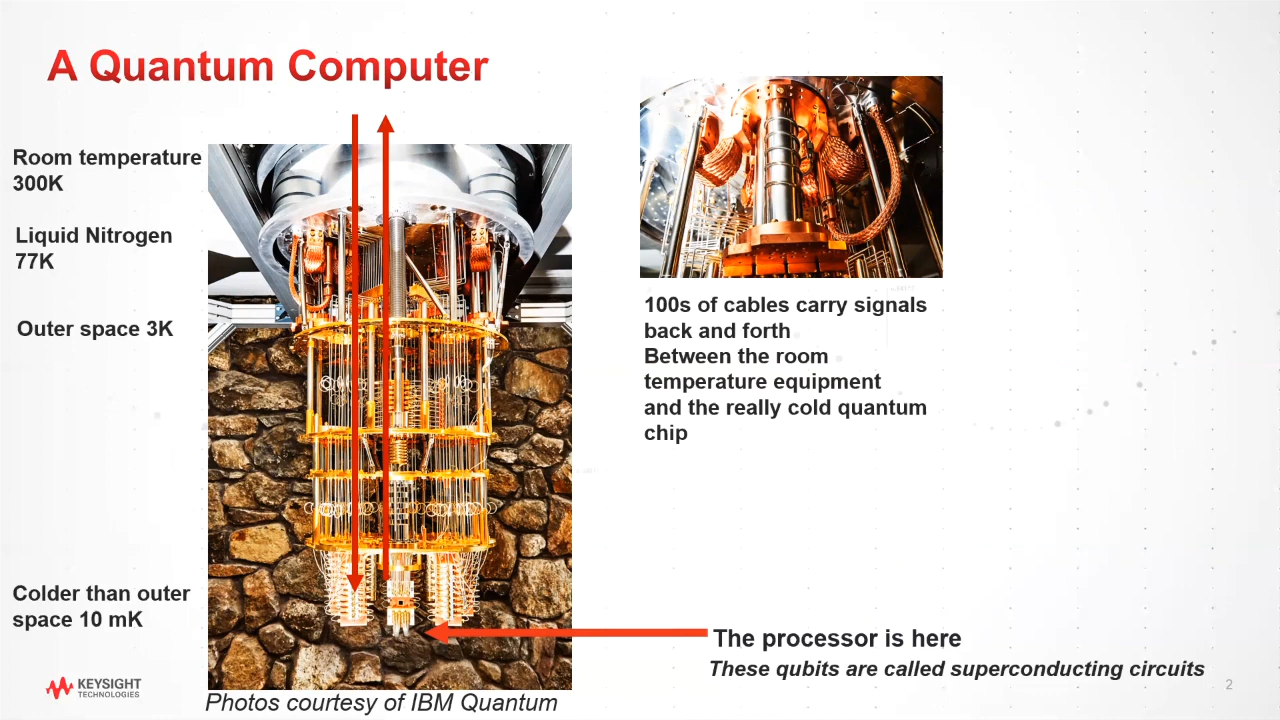 A Quantum Computer
Room temperature
300K
Liquid Nitrogen
77K
Outer space 3K
Colder than outer
space 10 mK
KEYSIGHT
TECHNOLOGIES
Photos courtesy of IBM Quantum
100s of cables carry signals
back and forth
Between the room
temperature equipment
and the really cold quantum
chip
The processor is here
These qubits are called superconducting circuits
2